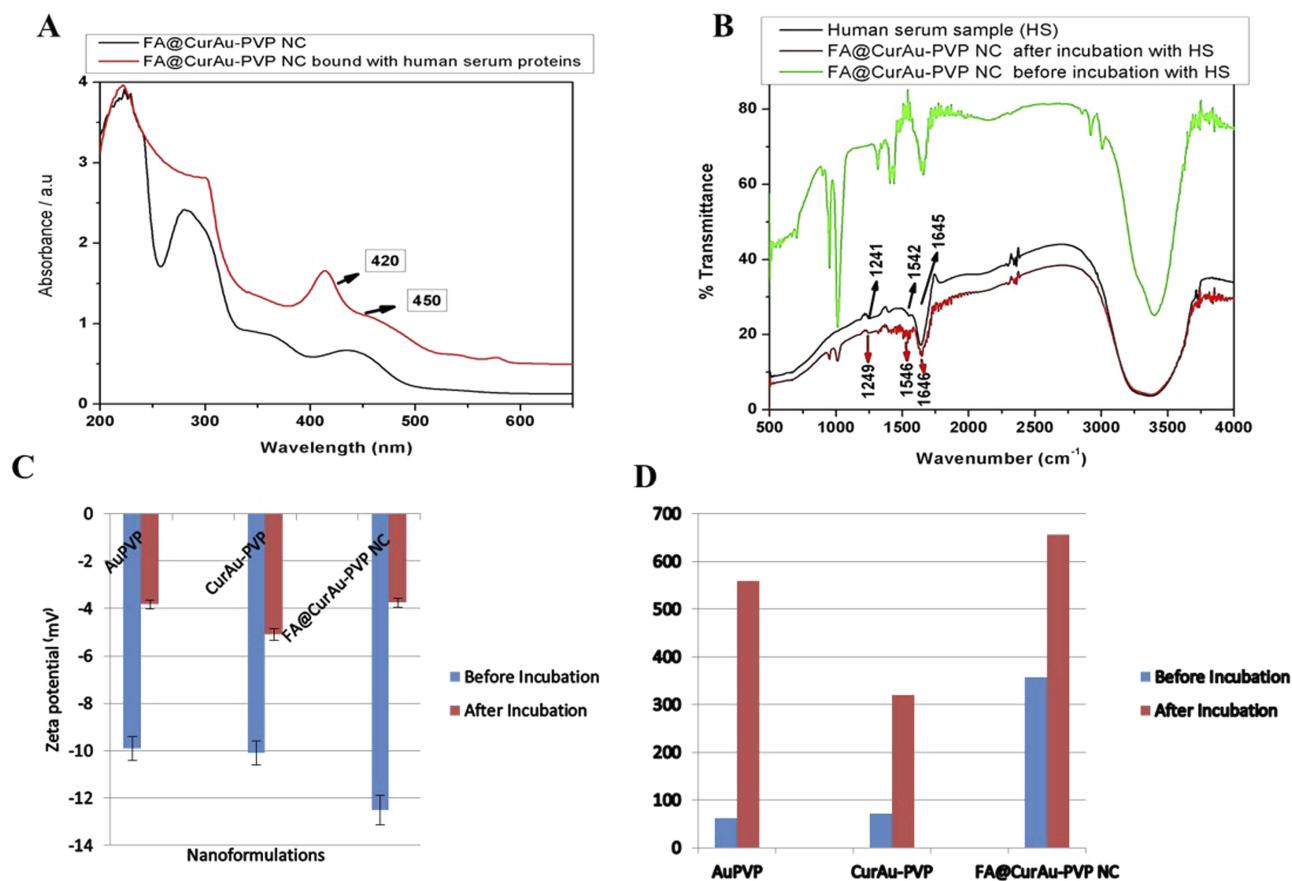 A
FA@CurAu-PVP NC
FA@CurAu-PVP NC bound with human serum proteins
4
3
2
1
0
Absorbance / a.u
420
450
200
300
400
500
600
Wavelength (nm)
B
Human serum sample (HS)
FA@CurAu-PVP NC after incubation with HS
FA@CurAu-PVP NC before incubation with HS
80
60
40
20
0
% Transmittance
1241
1542
1645
1249
1546
1646
500
1000
1500
2000
2500
3000
3500
4000
Wavenumber (cm-1)
C
0
-2
-4
-6
-8
-10
-12
-14
Zeta potential (mV)
AuPVP
CurAu-PVP
FA@CurAu-PVP NC
Nanoformulations
Before Incubation
After Incubation
D
700
600
500
400
300
200
100
0
AuPVP
CurAu-PVP
FA@CurAu-PVP NC
Before Incubation
After Incubation